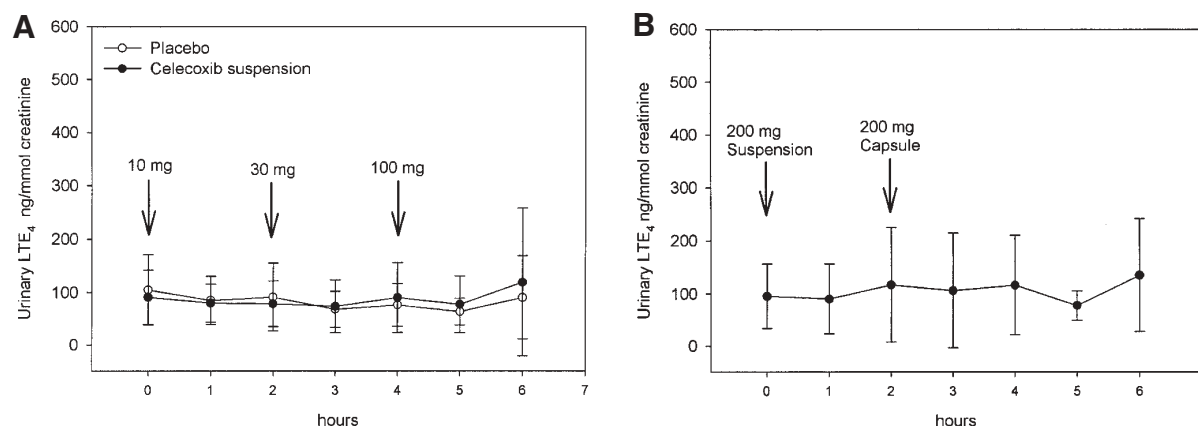 A
Urinary LTE4 ng/mmol creatinine
600
500
400
300
200
100
0
Placebo
Celecoxib suspension
10 mg
30 mg
100 mg
0 1 2 3 4 5 6 7
hours
B
Urinary LTE4 ng/mmol creatinine
600
500
400
300
200
100
0
200 mg
Suspension
200 mg
Capsule
0 1 2 3 4 5 6
hours